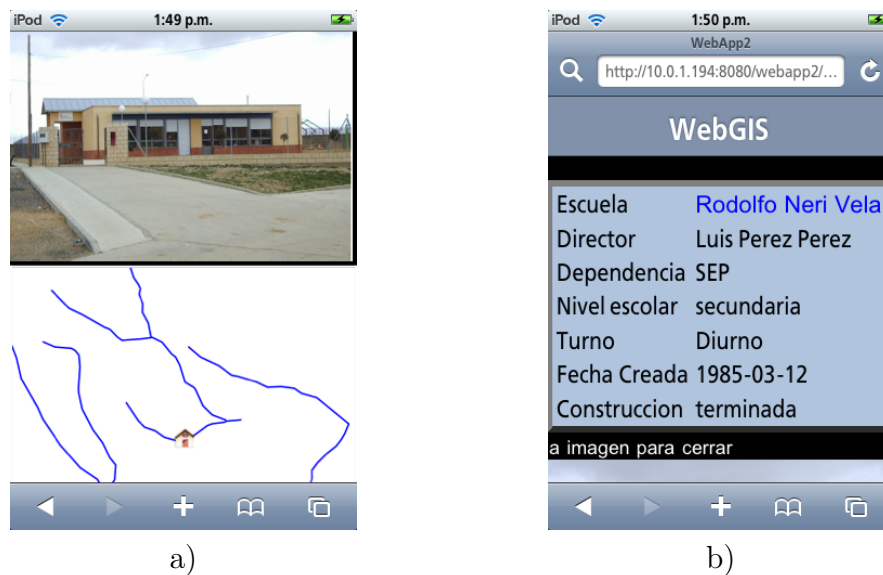 iPod 1:49 p.m.
a)
iPod 1:50 p.m.
WebApp2
http://10.0.1.194:8080/webapp2/...
WebGIS
Escuela Rodolfo Neri Vela
Director Luis Perez Perez
Dependencia SEP
Nivel escolar secundaria
Turno Diurno
Fecha Creada 1985-03-12
Construccion terminada
a imagen para cerrar
b)